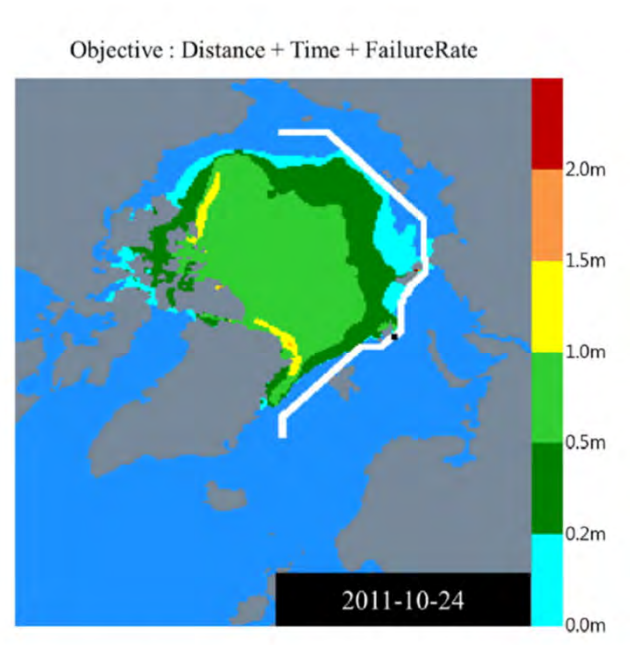 Objective : Distance + Time + FailureRate
2.0m
1.5m
1.0m
0.5m
0.2m
0.0m
2011-10-24